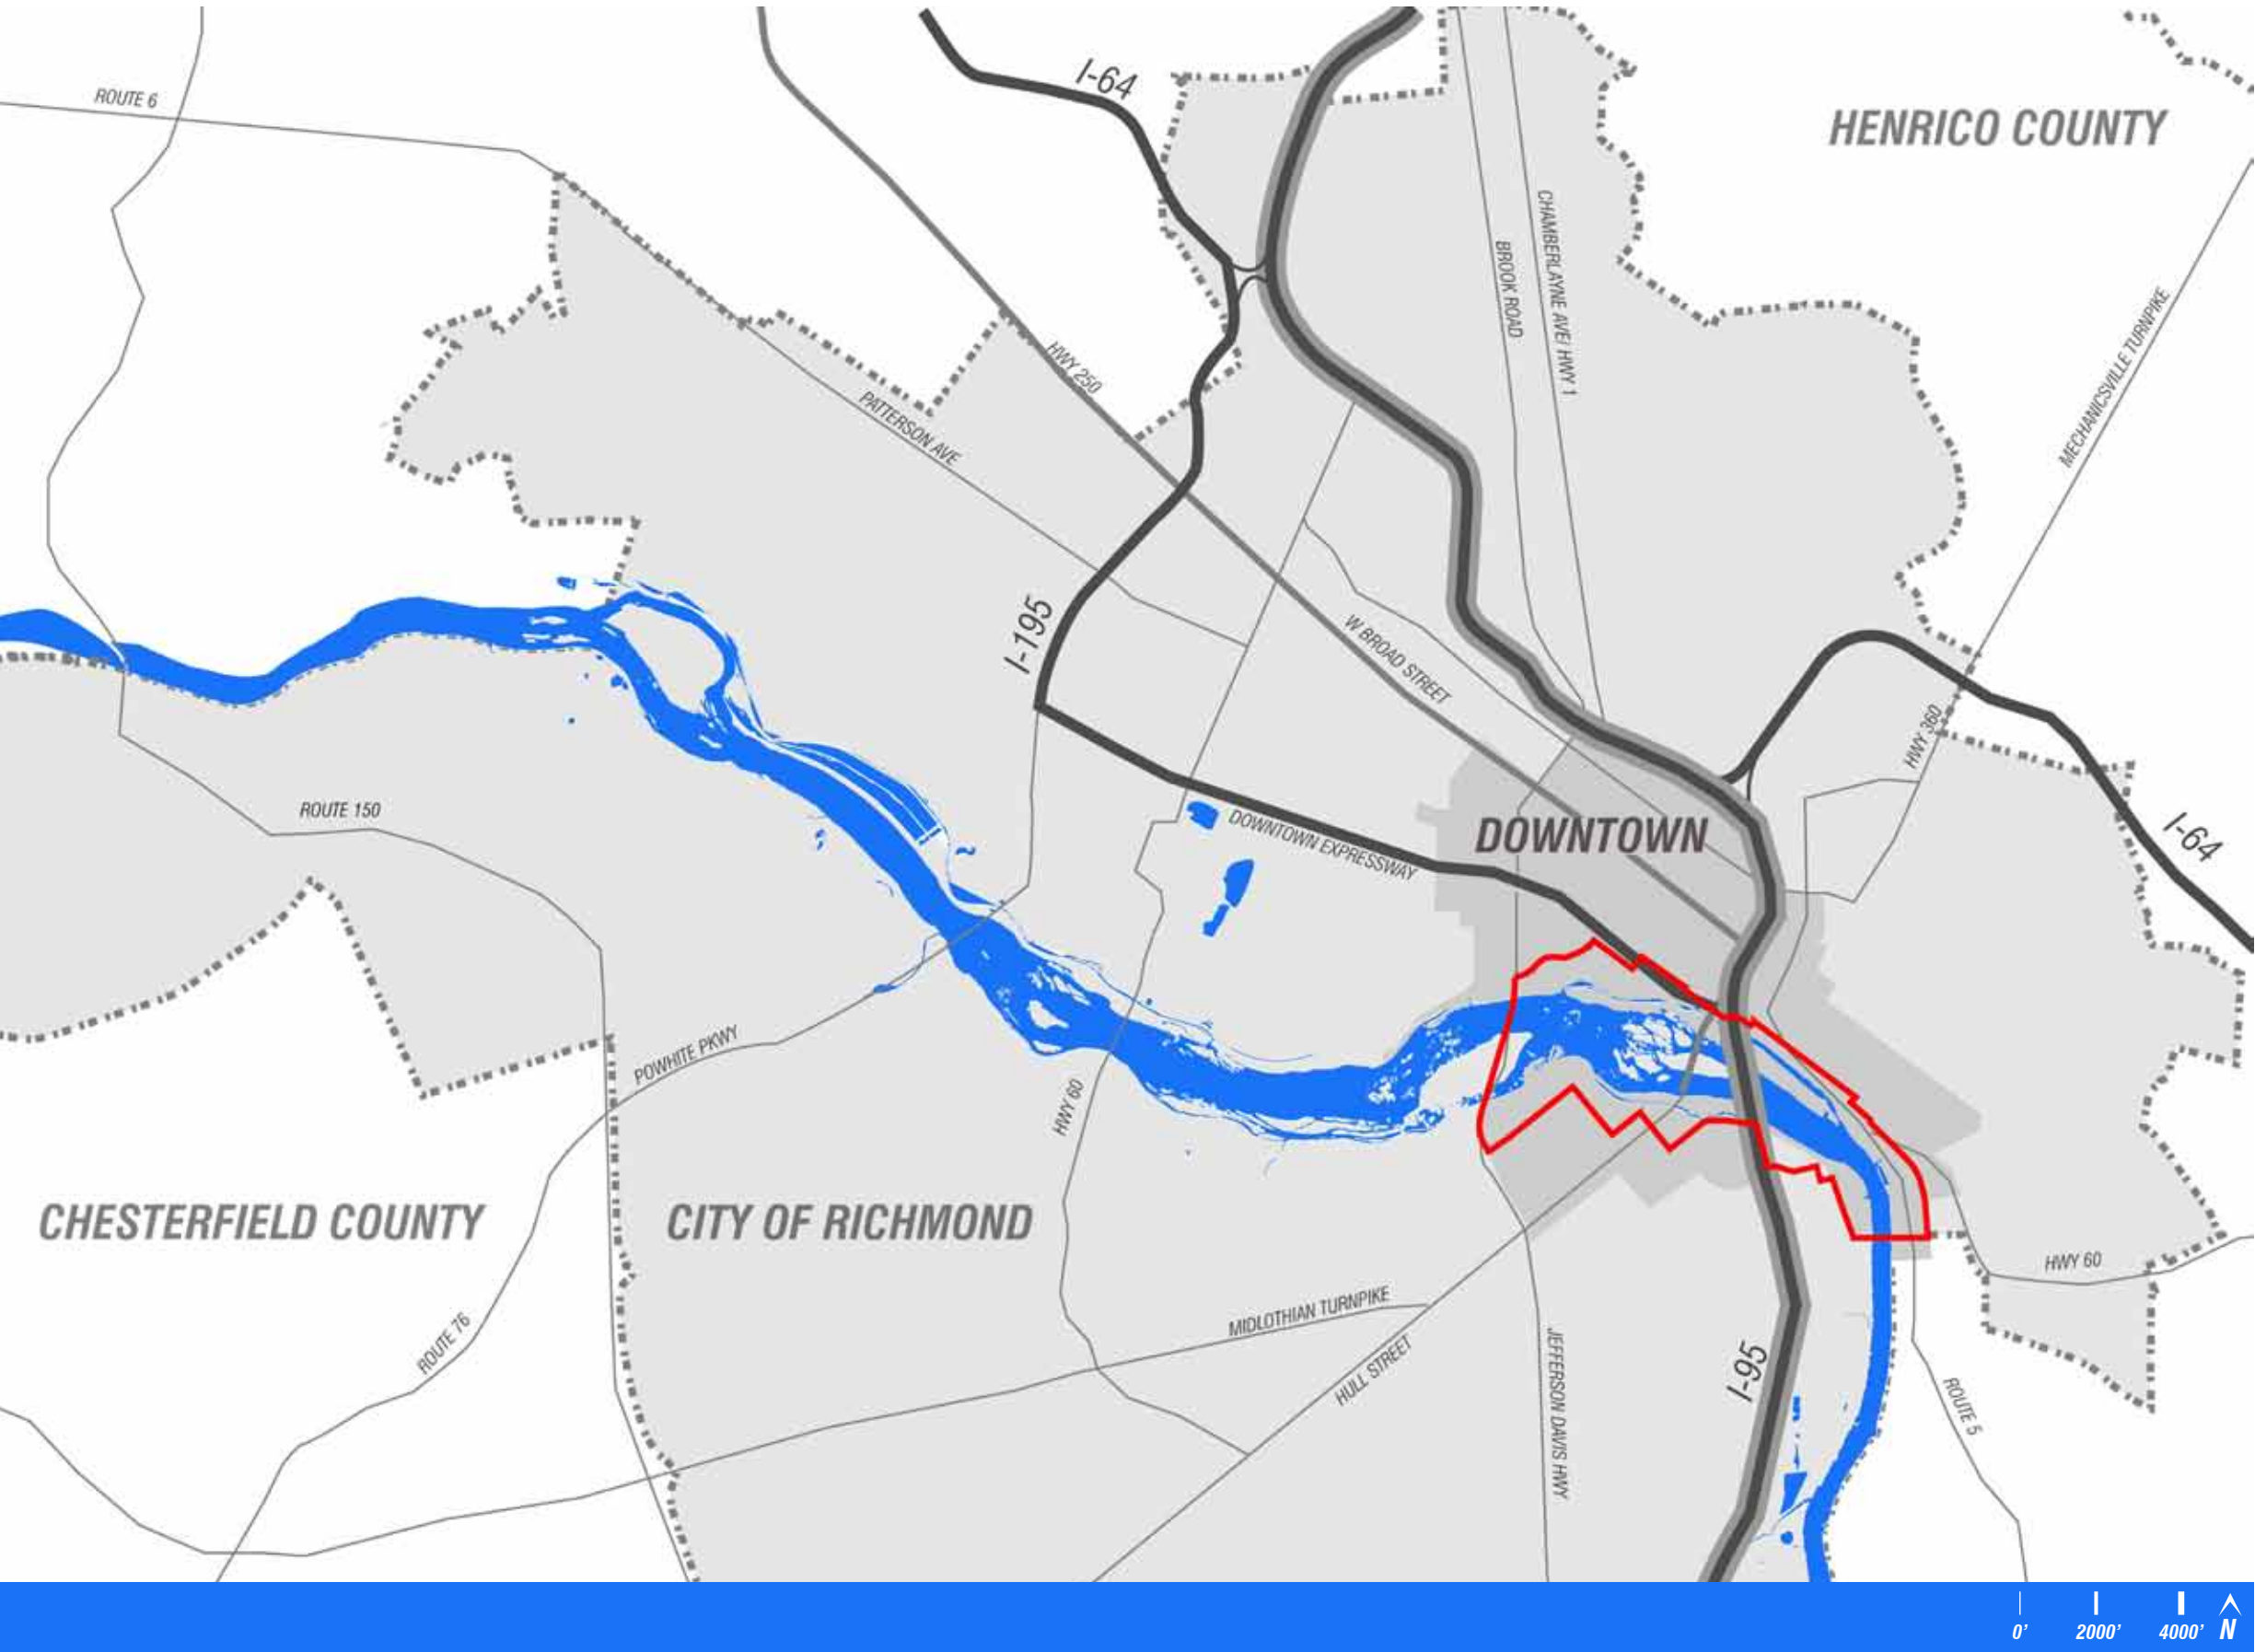 I-64
ROUTE 6
HENRICO COUNTY
CHAMBERLAYNE AVE/ HWY 1
BROOK ROAD
MECHANICSVILLE TURNPIKE
HWY 250
PATTERSON AVE
I-195
W BROAD STREET
HWY 360
ROUTE 150
DOWNTOWN
DOWNTOWN EXPRESSWAY
I-64
POWHITE PKWY
HWY 60
CHESTERFIELD COUNTY
CITY OF RICHMOND
HWY 60
MIDLOTHIAN TURNPIKE
ROUTE 76
HULL STREET
JEFFERSON DAVIS HWY
I-95
ROUTE 5
0' 2000' 4000' N